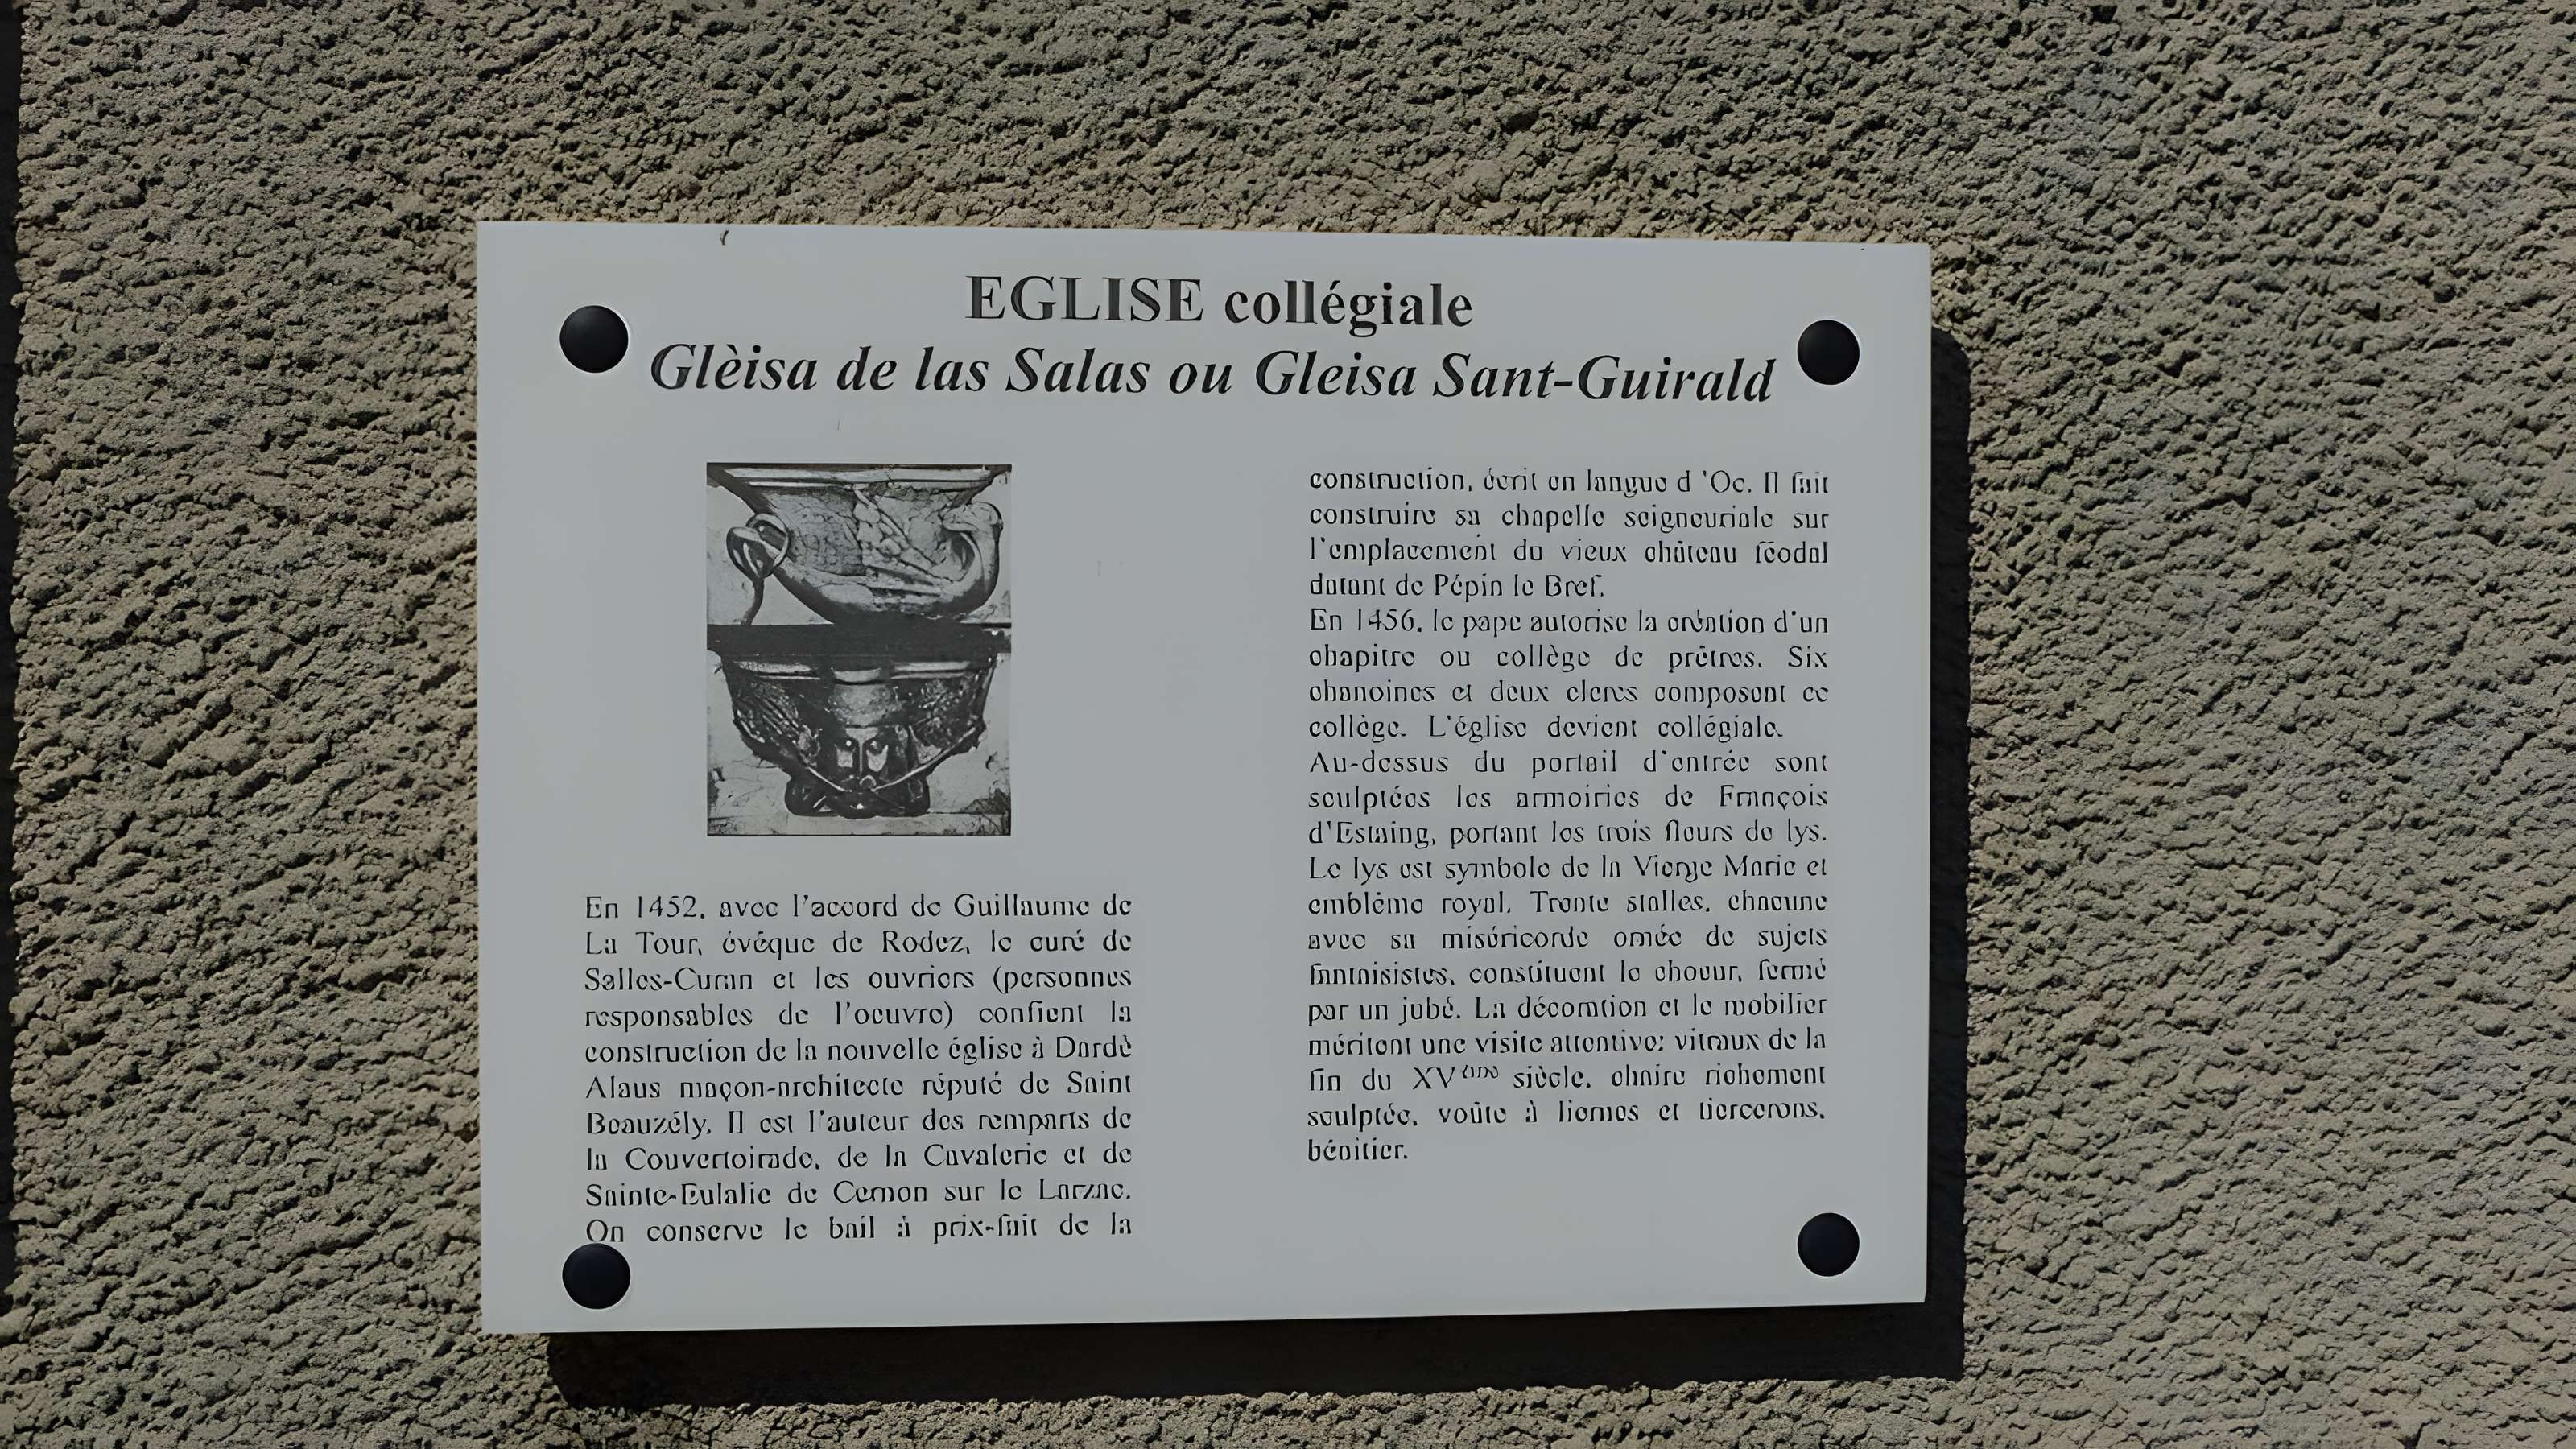 EGLISE collégiale
Glèisa de las Salas ou Gleisa Sant-Guirald
En 1452, avec l'accord de Guillaume de
La Tour, évêque de Rodez, le curé de
Salles-Curan et les ouvriers (personnes
responsables de l'oeuvre) confient la
construction de la nouvelle église à Dardè
Alaus maçon-architecte réputé de Saint
Beauzély. Il est l'auteur des remparts de
la Couvertoirade, de la Cavalerie et de
Sainte-Eulalie de Cernon sur le Larzac.
On conserve le bail à prix-fait de la
construction, écrit en langue d 'Oc. Il fait
construire sa chapelle seigneuriale sur
l'emplacement du vieux château féodal
datant de Pépin le Bref.
En 1456, le pape autorise la création d'un
chapitre ou collège de prêtres. Six
chanoines et deux clercs composent ce
collège. L'église devient collégiale.
Au-dessus du portail d'entrée sont
sculptées les armoiries de François
d'Estaing, portant les trois fleurs de lys.
Le lys est symbole de la Vierge Marie et
emblème royal. Trente stalles, chacune
avec sa miséricorde ornée de sujets
fantaisistes, constituent le choeur, fermé
par un jubé. La décoration et le mobilier
méritent une visite attentive: vitraux de la
fin du XVème siècle, chaire richement
sculptée, voûte à liernes et tiercerons,
bénitier.